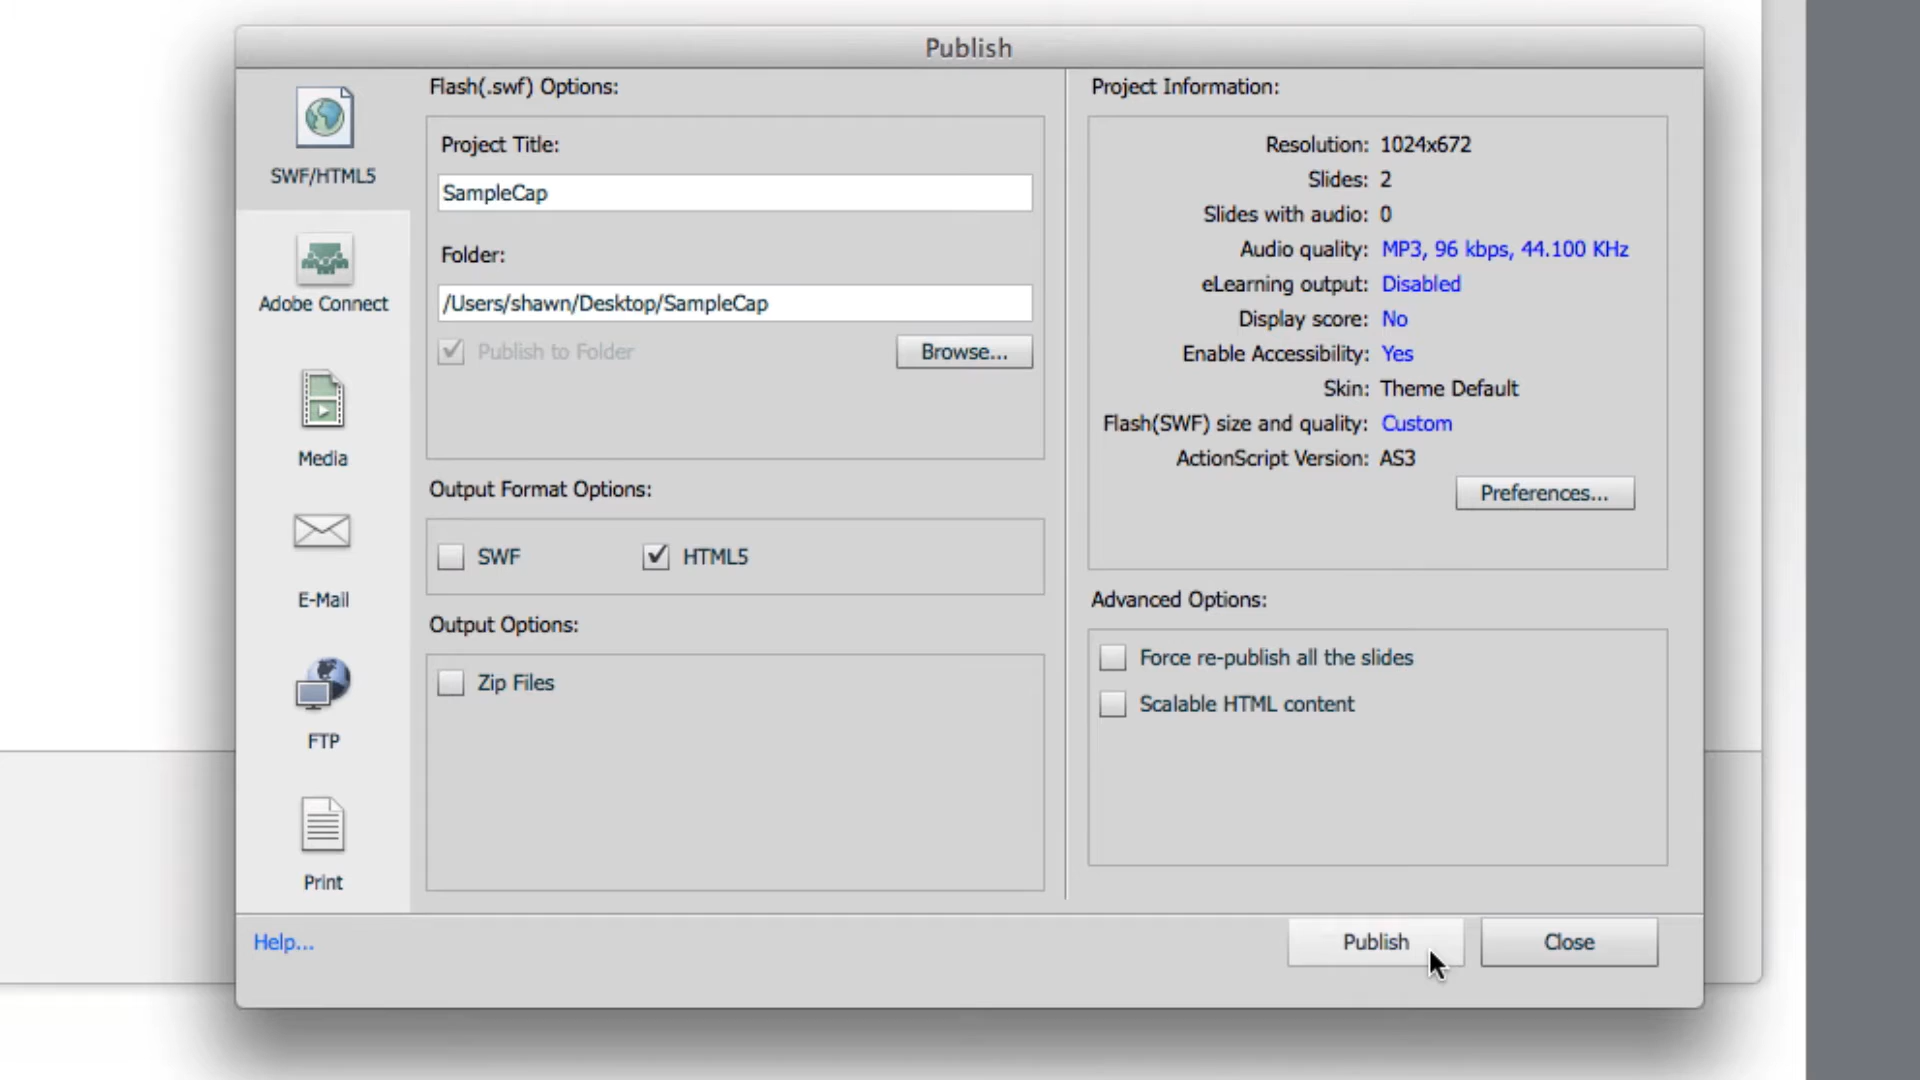 Publish
SWF/HTML5
Adobe Connect
Media
E-Mail
FTP
Print
Flash(.swf) Options:
Project Title:
SampleCap
Folder:
/Users/shawn/Desktop/SampleCap
Publish to Folder
Browse...
Output Format Options:
SWF HTML5
Output Options:
Zip Files
Project Information:
Resolution: 1024x672
Slides: 2
Slides with audio: 0
Audio quality: MP3, 96 kbps, 44.100 KHz
eLearning output: Disabled
Display score: No
Enable Accessibility: Yes
Skin: Theme Default
Flash(SWF) size and quality: Custom
ActionScript Version: AS3
Preferences...
Advanced Options:
Force re-publish all the slides
Scalable HTML content
Help...
Publish
Close